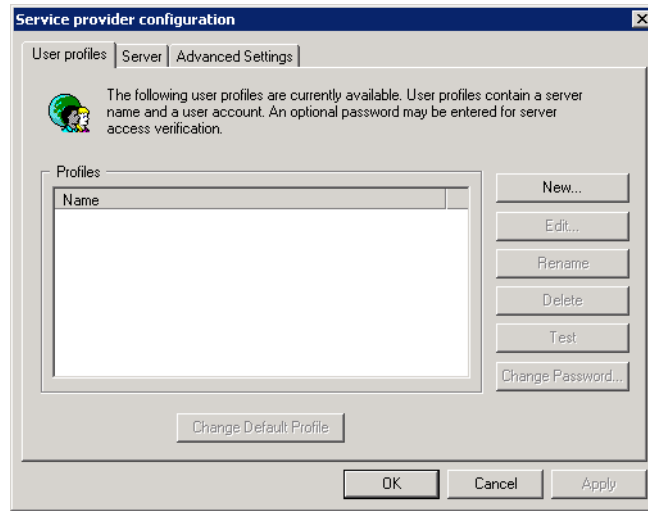 Service provider configuration
User profiles
Server
Advanced Settings
The following user profiles are currently available. User profiles contain a server
name and a user account. An optional password may be entered for server
access verification.
Profiles
Name
New...
Edit...
Rename
Delete
Test
Change Password...
Change Default Profile
OK
Cancel
Apply